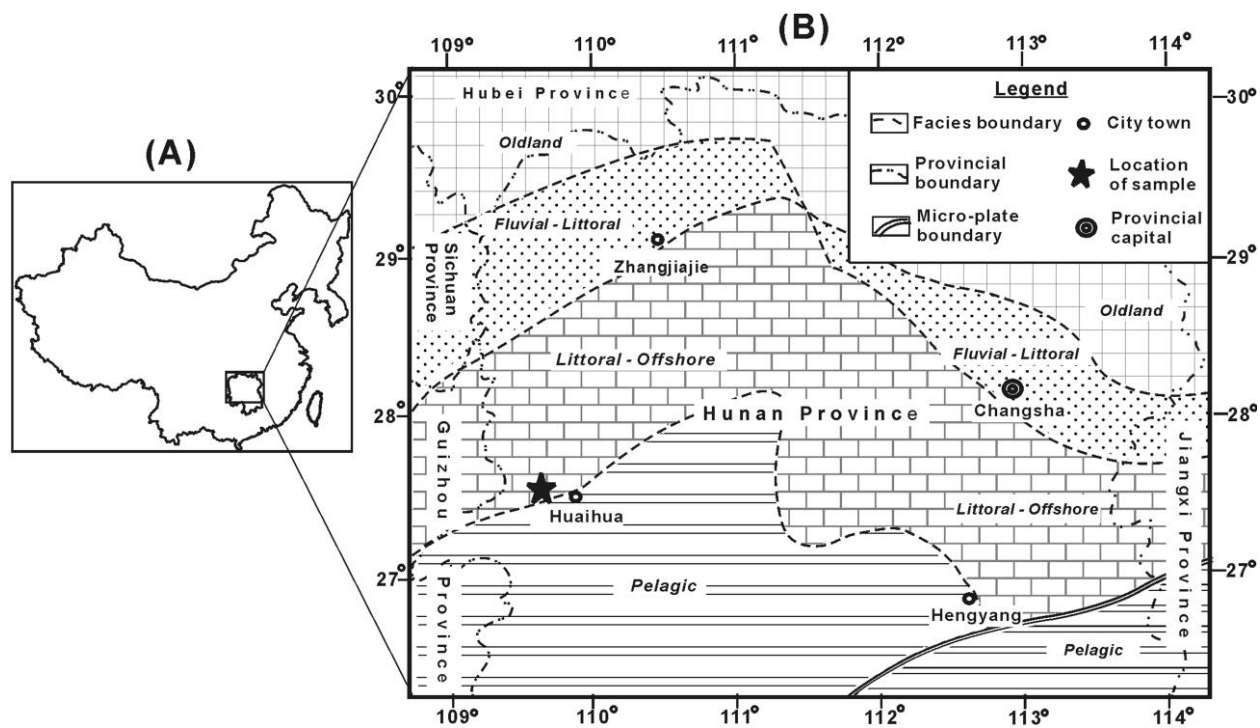 (A)
(B)
109°
110°
111°
112°
113°
114°
30°
29°
28°
27°
30°
29°
28°
27°
109°
110°
111°
112°
113°
114°
Legend
Facies boundary
City town
Provincial
boundary
Location
of sample
Micro-plate
boundary
Provincial
capital
Hubei Province
Oldland
Fluvial - Littoral
Sichuan
Province
Zhangjiajie
Oldland
Littoral - Offshore
Fluvial - Littoral
Changsha
Hunan Province
Guizhou
Province
Huaihua
Littoral - Offshore
Jiangxi Province
Pelagic
Hengyang
Pelagic